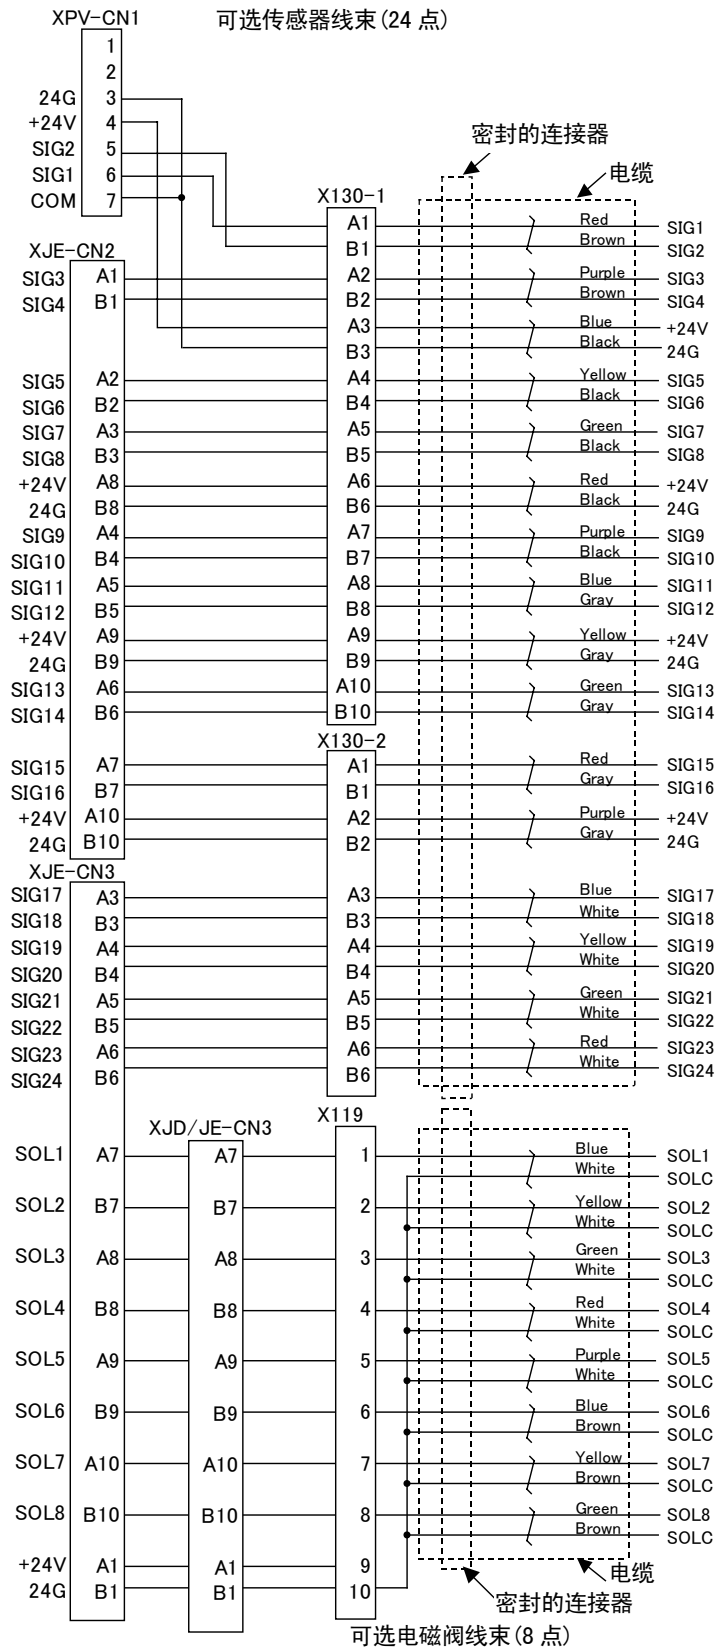 XPV-CN1 可选传感器线束(24 点)
1
2
24G 3
+24V 4
SIG2 5
SIG1 6
COM 7
密封的连接器
电缆
X130-1
A1 Red SIG1
B1 Brown SIG2
XJE-CN2
SIG3 A1 A2 Purple SIG3
SIG4 B1 B2 Brown SIG4
A3 Blue +24V
B3 Black 24G
SIG5 A2 A4 Yellow SIG5
SIG6 B2 B4 Black SIG6
SIG7 A3 A5 Green SIG7
SIG8 B3 B5 Black SIG8
+24V A8 A6 Red +24V
24G B8 B6 Black 24G
SIG9 A4 A7 Purple SIG9
SIG10 B4 B7 Black SIG10
SIG11 A5 A8 Blue SIG11
SIG12 B5 B8 Gray SIG12
+24V A9 A9 Yellow +24V
24G B9 B9 Gray 24G
SIG13 A6 A10 Green SIG13
SIG14 B6 B10 Gray SIG14
X130-2
SIG15 A7 A1 Red SIG15
SIG16 B7 B1 Gray SIG16
+24V A10 A2 Purple +24V
24G B10 B2 Gray 24G
XJE-CN3
SIG17 A3 A3 Blue SIG17
SIG18 B3 B3 White SIG18
SIG19 A4 A4 Yellow SIG19
SIG20 B4 B4 White SIG20
SIG21 A5 A5 Green SIG21
SIG22 B5 B5 White SIG22
SIG23 A6 A6 Red SIG23
SIG24 B6 B6 White SIG24
XJD/JE-CN3 X119
SOL1 A7 A7 1 Blue SOL1
White SOLC
SOL2 B7 B7 2 Yellow SOL2
White SOLC
SOL3 A8 A8 3 Green SOL3
White SOLC
SOL4 B8 B8 4 Red SOL4
White SOLC
SOL5 A9 A9 5 Purple SOL5
White SOLC
SOL6 B9 B9 6 Blue SOL6
Brown SOLC
SOL7 A10 A10 7 Yellow SOL7
Brown SOLC
SOL8 B10 B10 8 Green SOL8
Brown SOLC
+24V A1 A1 9
24G B1 B1 10
电缆
密封的连接器
可选电磁阀线束(8 点)